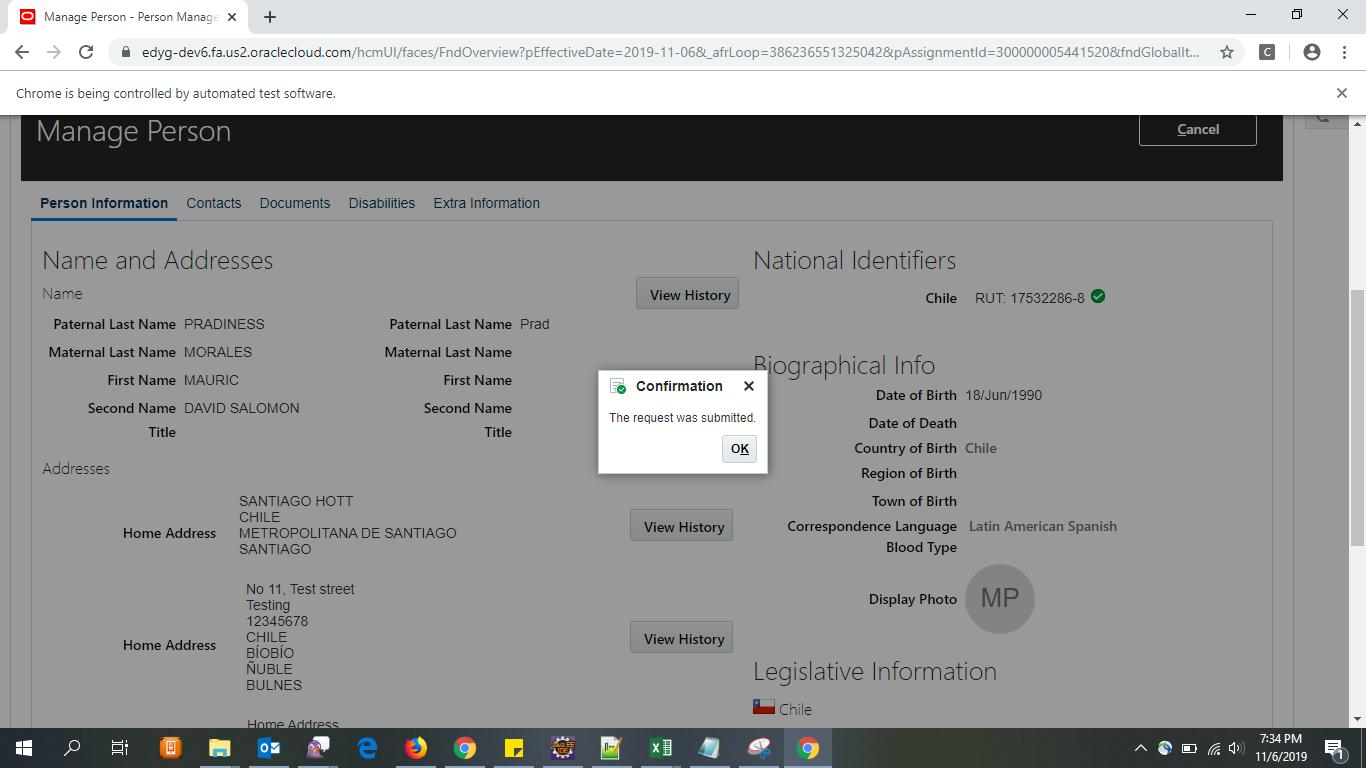 Manage Person - Person Manage
edyg-dev6.fa.us2.oraclecloud.com/hcmUI/faces/FndOverview?pEffectiveDate=2019-11-06&_afrLoop=386236551325042&pAssignmentId=300000005441520&fndGlobalIt...
C
Chrome is being controlled by automated test software.
Manage Person
Cancel
Person Information Contacts Documents Disabilities Extra Information
Name and Addresses
Name
View History
Paternal Last Name PRADINESS Paternal Last Name Prad
Maternal Last Name MORALES Maternal Last Name
First Name MAURIC First Name
Second Name DAVID SALOMON Second Name
Title Title
Addresses
Home Address
SANTIAGO HOTT
CHILE
METROPOLITANA DE SANTIAGO
SANTIAGO
View History
Home Address
No 11, Test street
Testing
12345678
CHILE
BÍOBÍO
ÑUBLE
BULNES
View History
Home Address
National Identifiers
Chile RUT: 17532286-8
Biographical Info
Date of Birth 18/Jun/1990
Date of Death
Country of Birth Chile
Region of Birth
Town of Birth
Correspondence Language Latin American Spanish
Blood Type
Display Photo MP
Legislative Information
Chile
Confirmation
The request was submitted.
OK
7:34 PM
11/6/2019
1